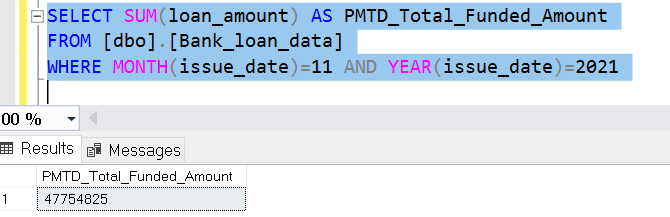 SELECT SUM(loan_amount) AS PMTD_Total_Funded_Amount
FROM [dbo].[Bank_loan_data]
WHERE MONTH(issue_date)=11 AND YEAR(issue_date)=2021
00 %
Results Messages
PMTD_Total_Funded_Amount
1 47754825